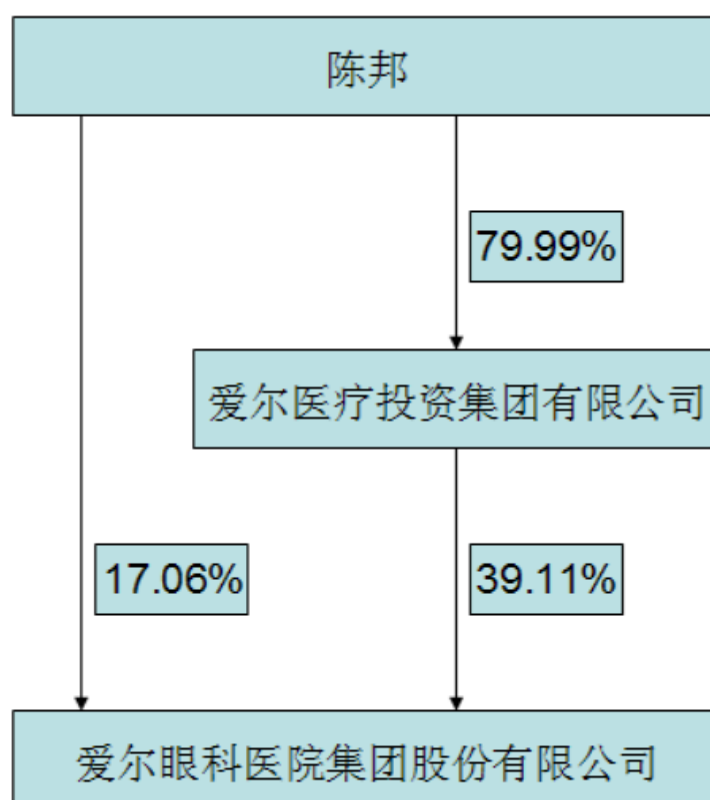 陈邦
79.99%
爱尔医疗投资集团有限公司
17.06%
39.11%
爱尔眼科医院集团股份有限公司